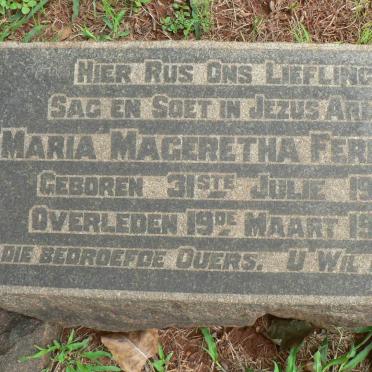 HIER RUS ONS LIEFLING
SAG EN SOET IN JEZUS
MARIA MAGERETHA
GEBOREN 31STE JULIE
OVERLEDEN 19DE MAART
DIE BEDROEFDE OUERS. U WIL